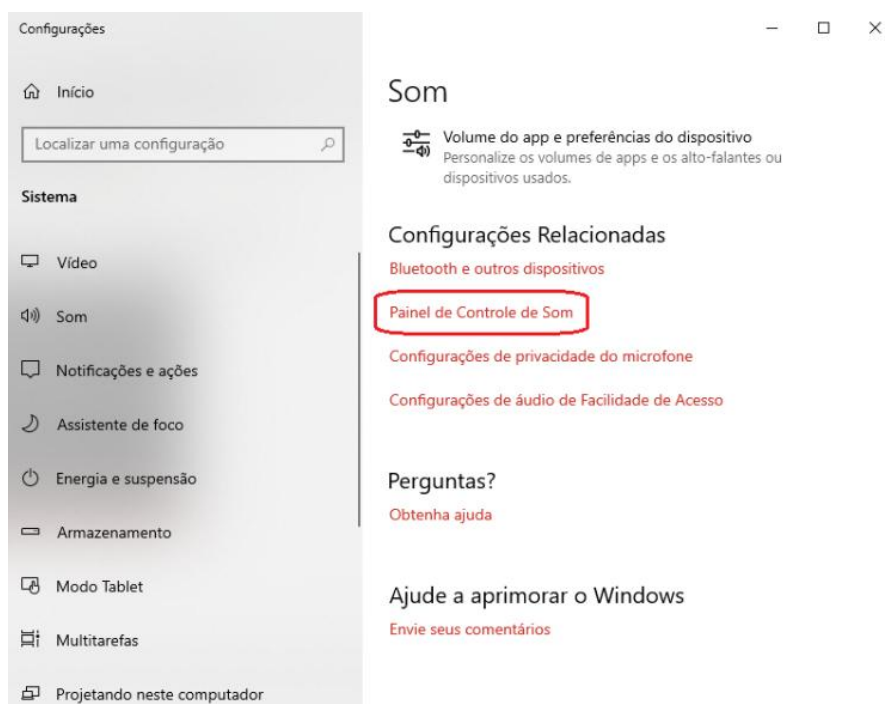 Configurações
Início
Localizar uma configuração
Sistema
Vídeo
Som
Notificações e ações
Assistente de foco
Energia e suspensão
Armazenamento
Modo Tablet
Multitarefas
Projetando neste computador
Som
Volume do app e preferências do dispositivo
Personalize os volumes de apps e os alto-falantes ou
dispositivos usados.
Configurações Relacionadas
Bluetooth e outros dispositivos
Painel de Controle de Som
Configurações de privacidade do microfone
Configurações de áudio de Facilidade de Acesso
Perguntas?
Obtenha ajuda
Ajude a aprimorar o Windows
Envie seus comentários